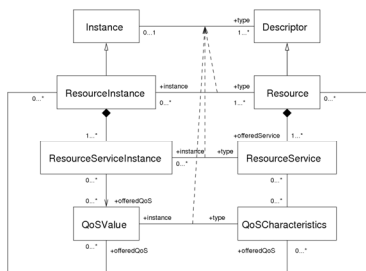 Instance +type Descriptor
0...1 1...*
0...* ResourceInstance +instance +type Resource 0...*
0...* 1...*
+offeredService
1...* 1...*
ResourceServiceInstance +instance +type ResourceService
0...*
0...* 0...*
0...* +offeredQoS 0...*
QoSValue +instance +type QoSCharacteristics
0...* 0...*
+offeredQoS +offeredQoS